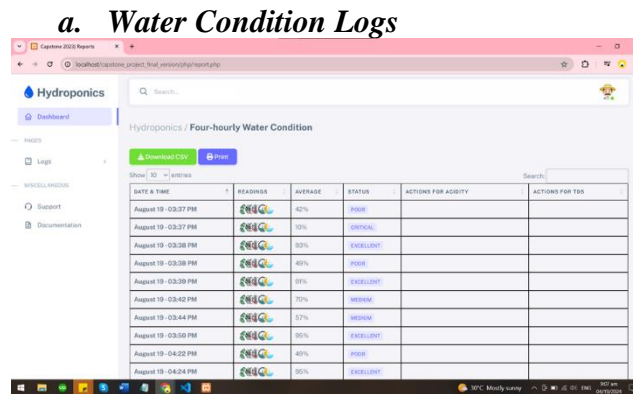 a. Water Condition Logs
Capstone 2023| Reports
localhost/capstone_project_final_version/php/report.php
Hydroponics
Search...
Dashboard
Hydroponics / Four-hourly Water Condition
PAGES
Logs
Download CSV Print
Show 10 entries Search:
MISCELLANEOUS
DATE & TIME READINGS AVERAGE STATUS ACTIONS FOR ACIDITY ACTIONS FOR TDS
Support
August 19 - 03:37 PM 42% POOR
Documentation
August 19 - 03:37 PM 10% CRITICAL
August 19 - 03:38 PM 93% EXCELLENT
August 19 - 03:38 PM 49% POOR
August 19 - 03:39 PM 91% EXCELLENT
August 19 - 03:42 PM 70% MEDIUM
August 19 - 03:44 PM 57% MEDIUM
August 19 - 03:50 PM 95% EXCELLENT
August 19 - 04:22 PM 49% POOR
August 19 - 04:24 PM 95% EXCELLENT
30°C Mostly sunny ENG 9:07 am
04/19/2024